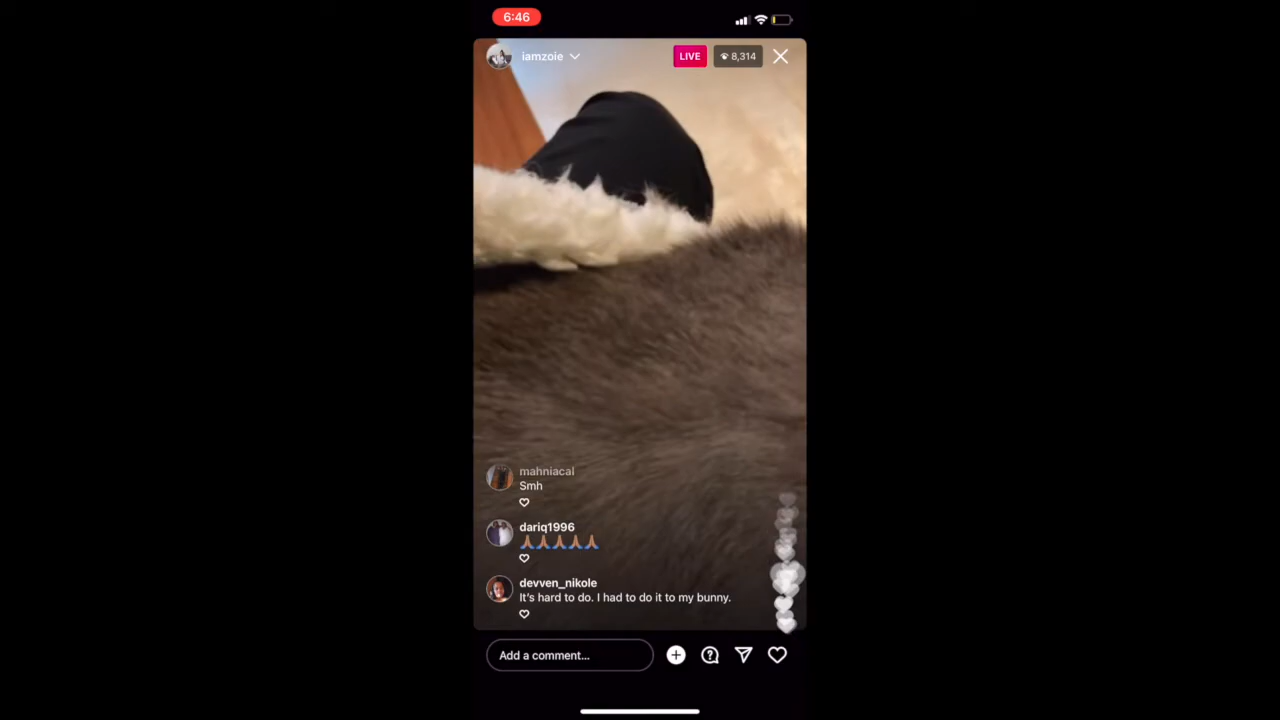 6:46
iamzoie
LIVE
8,314
mahniacal
Smh
dariq1996
🙏🏽🙏🏽🙏🏽🙏🏽🙏🏽
devven_nikole
It's hard to do. I had to do it to my bunny.
Add a comment...